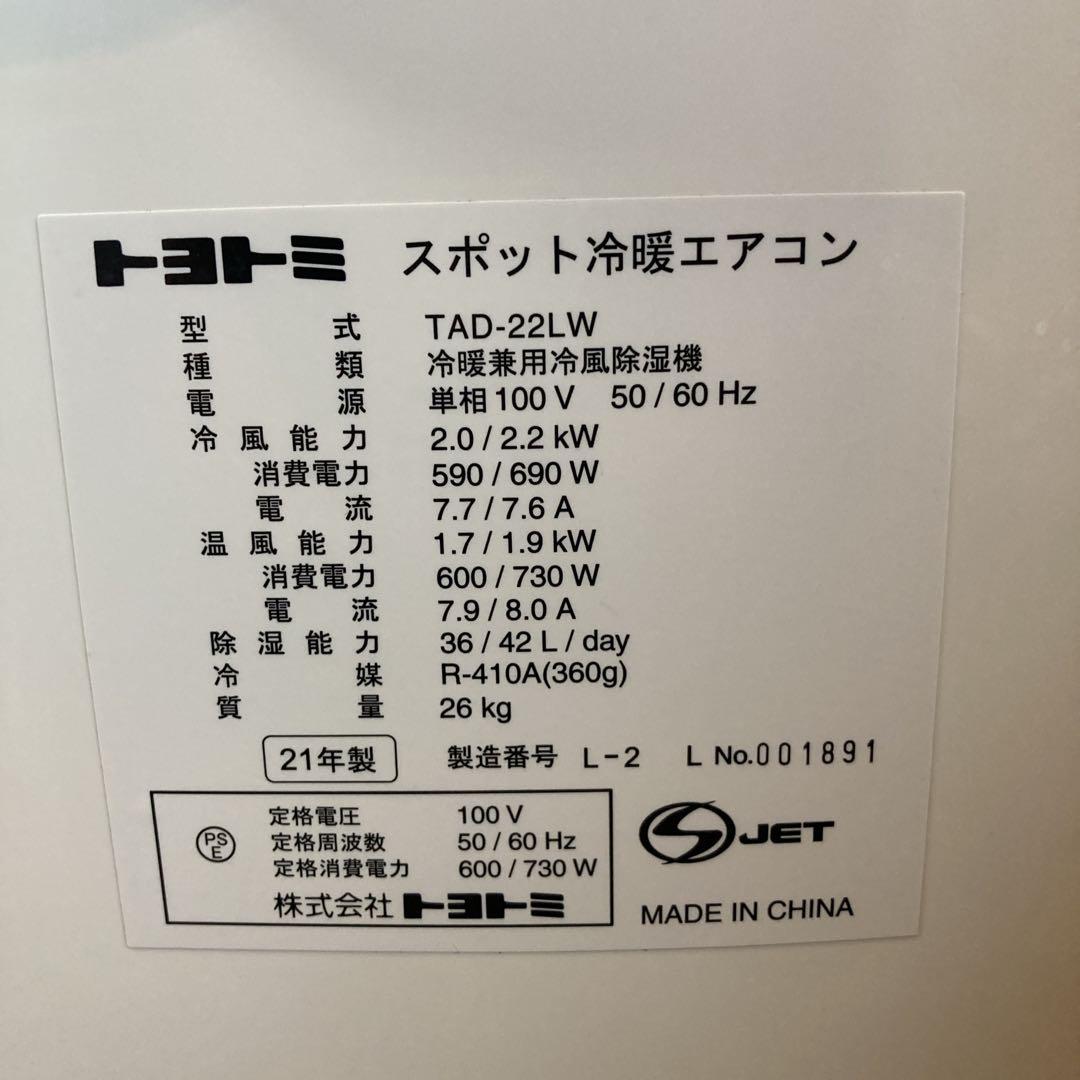 トヨトミ スポット冷暖エアコン
型式 TAD-22LW
種類 冷暖兼用冷風除湿機
電源 単相100 V 50 / 60 Hz
冷風能力 2.0 / 2.2 kW
消費電力 590 / 690 W
電流 7.7 / 7.6 A
温風能力 1.7 / 1.9 kW
消費電力 600 / 730 W
電流 7.9 / 8.0 A
除湿能力 36 / 42 L / day
冷媒 R-410A(360g)
質量 26 kg
21年製 製造番号 L-2 L No.001891
定格電圧 100 V
PS E 定格周波数 50 / 60 Hz
定格消費電力 600 / 730 W
株式会社トヨトミ
S JET
MADE IN CHINA